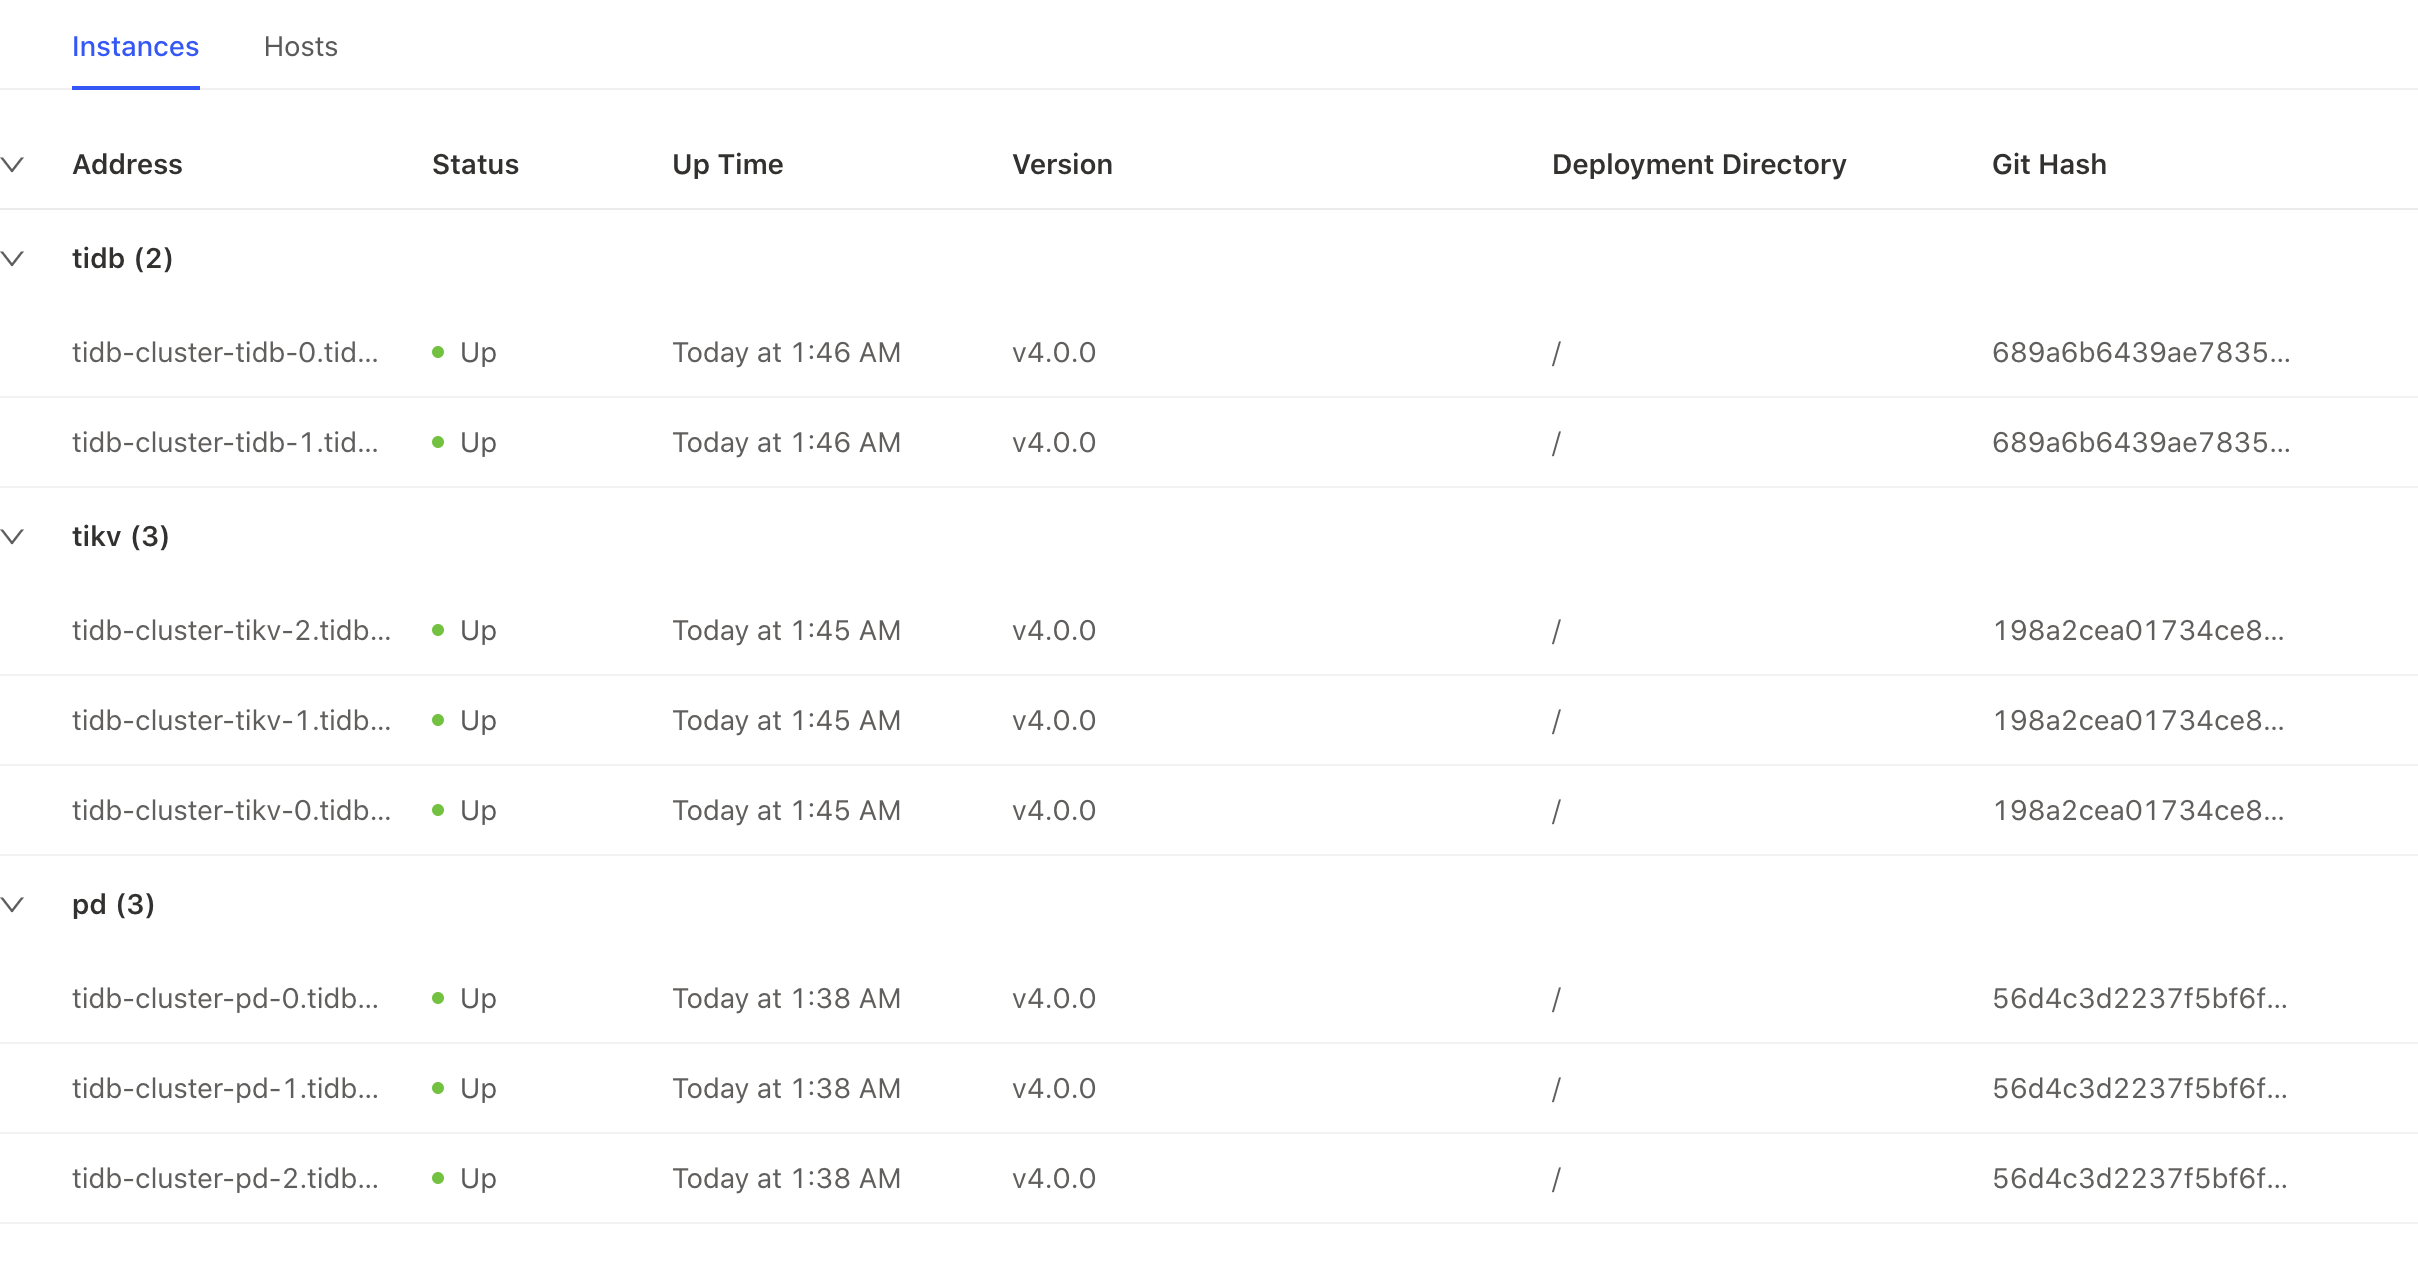 Instances Hosts
Address Status Up Time Version Deployment Directory Git Hash
tidb (2)
tidb-cluster-tidb-0.tid... Up Today at 1:46 AM v4.0.0 / 689a6b6439ae7835...
tidb-cluster-tidb-1.tid... Up Today at 1:46 AM v4.0.0 / 689a6b6439ae7835...
tikv (3)
tidb-cluster-tikv-2.tidb... Up Today at 1:45 AM v4.0.0 / 198a2cea01734ce8...
tidb-cluster-tikv-1.tidb... Up Today at 1:45 AM v4.0.0 / 198a2cea01734ce8...
tidb-cluster-tikv-0.tidb... Up Today at 1:45 AM v4.0.0 / 198a2cea01734ce8...
pd (3)
tidb-cluster-pd-0.tidb... Up Today at 1:38 AM v4.0.0 / 56d4c3d2237f5bf6f...
tidb-cluster-pd-1.tidb... Up Today at 1:38 AM v4.0.0 / 56d4c3d2237f5bf6f...
tidb-cluster-pd-2.tidb... Up Today at 1:38 AM v4.0.0 / 56d4c3d2237f5bf6f...